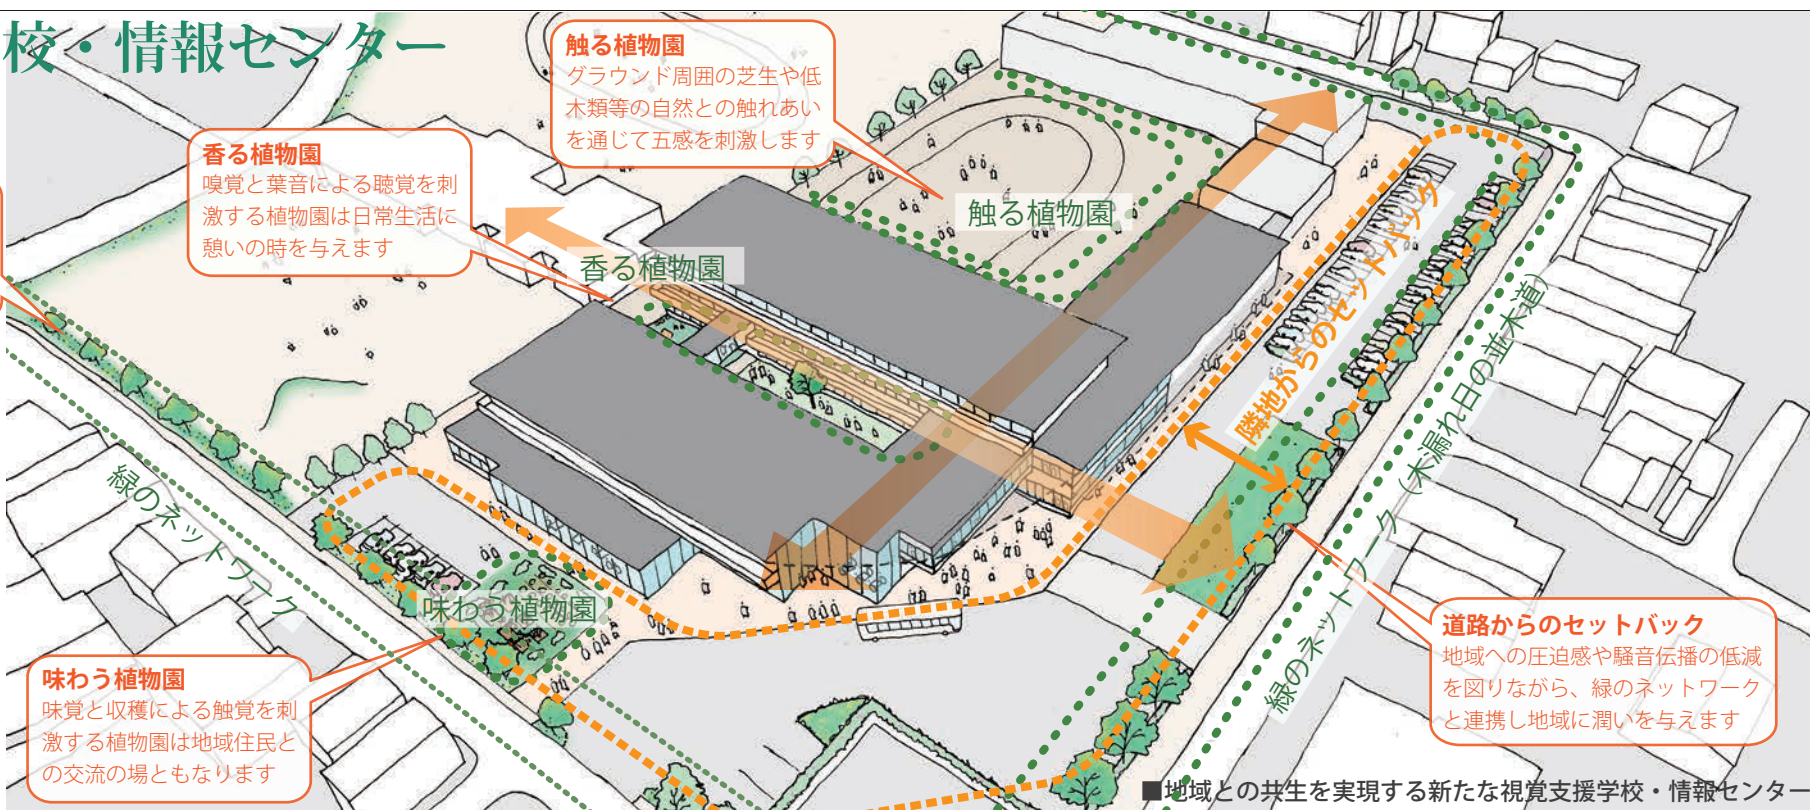 校・情報センター
触る植物園
グラウンド周囲の芝生や低
木類等の自然との触れあい
を通じて五感を刺激します
香る植物園
嗅覚と葉音による聴覚を刺
激する植物園は日常生活に
憩いの時を与えます
触る植物園
香る植物園
隣地からのセットバック
緑のネットワーク（木漏れ日の並木道）
緑のネットワーク
味わう植物園
味わう植物園
味覚と収穫による触覚を刺
激する植物園は地域住民と
の交流の場ともなります
道路からのセットバック
地域への圧迫感や騒音伝播の低減
を図りながら、緑のネットワーク
と連携し地域に潤いを与えます
■地域との共生を実現する新たな視覚支援学校・情報センター